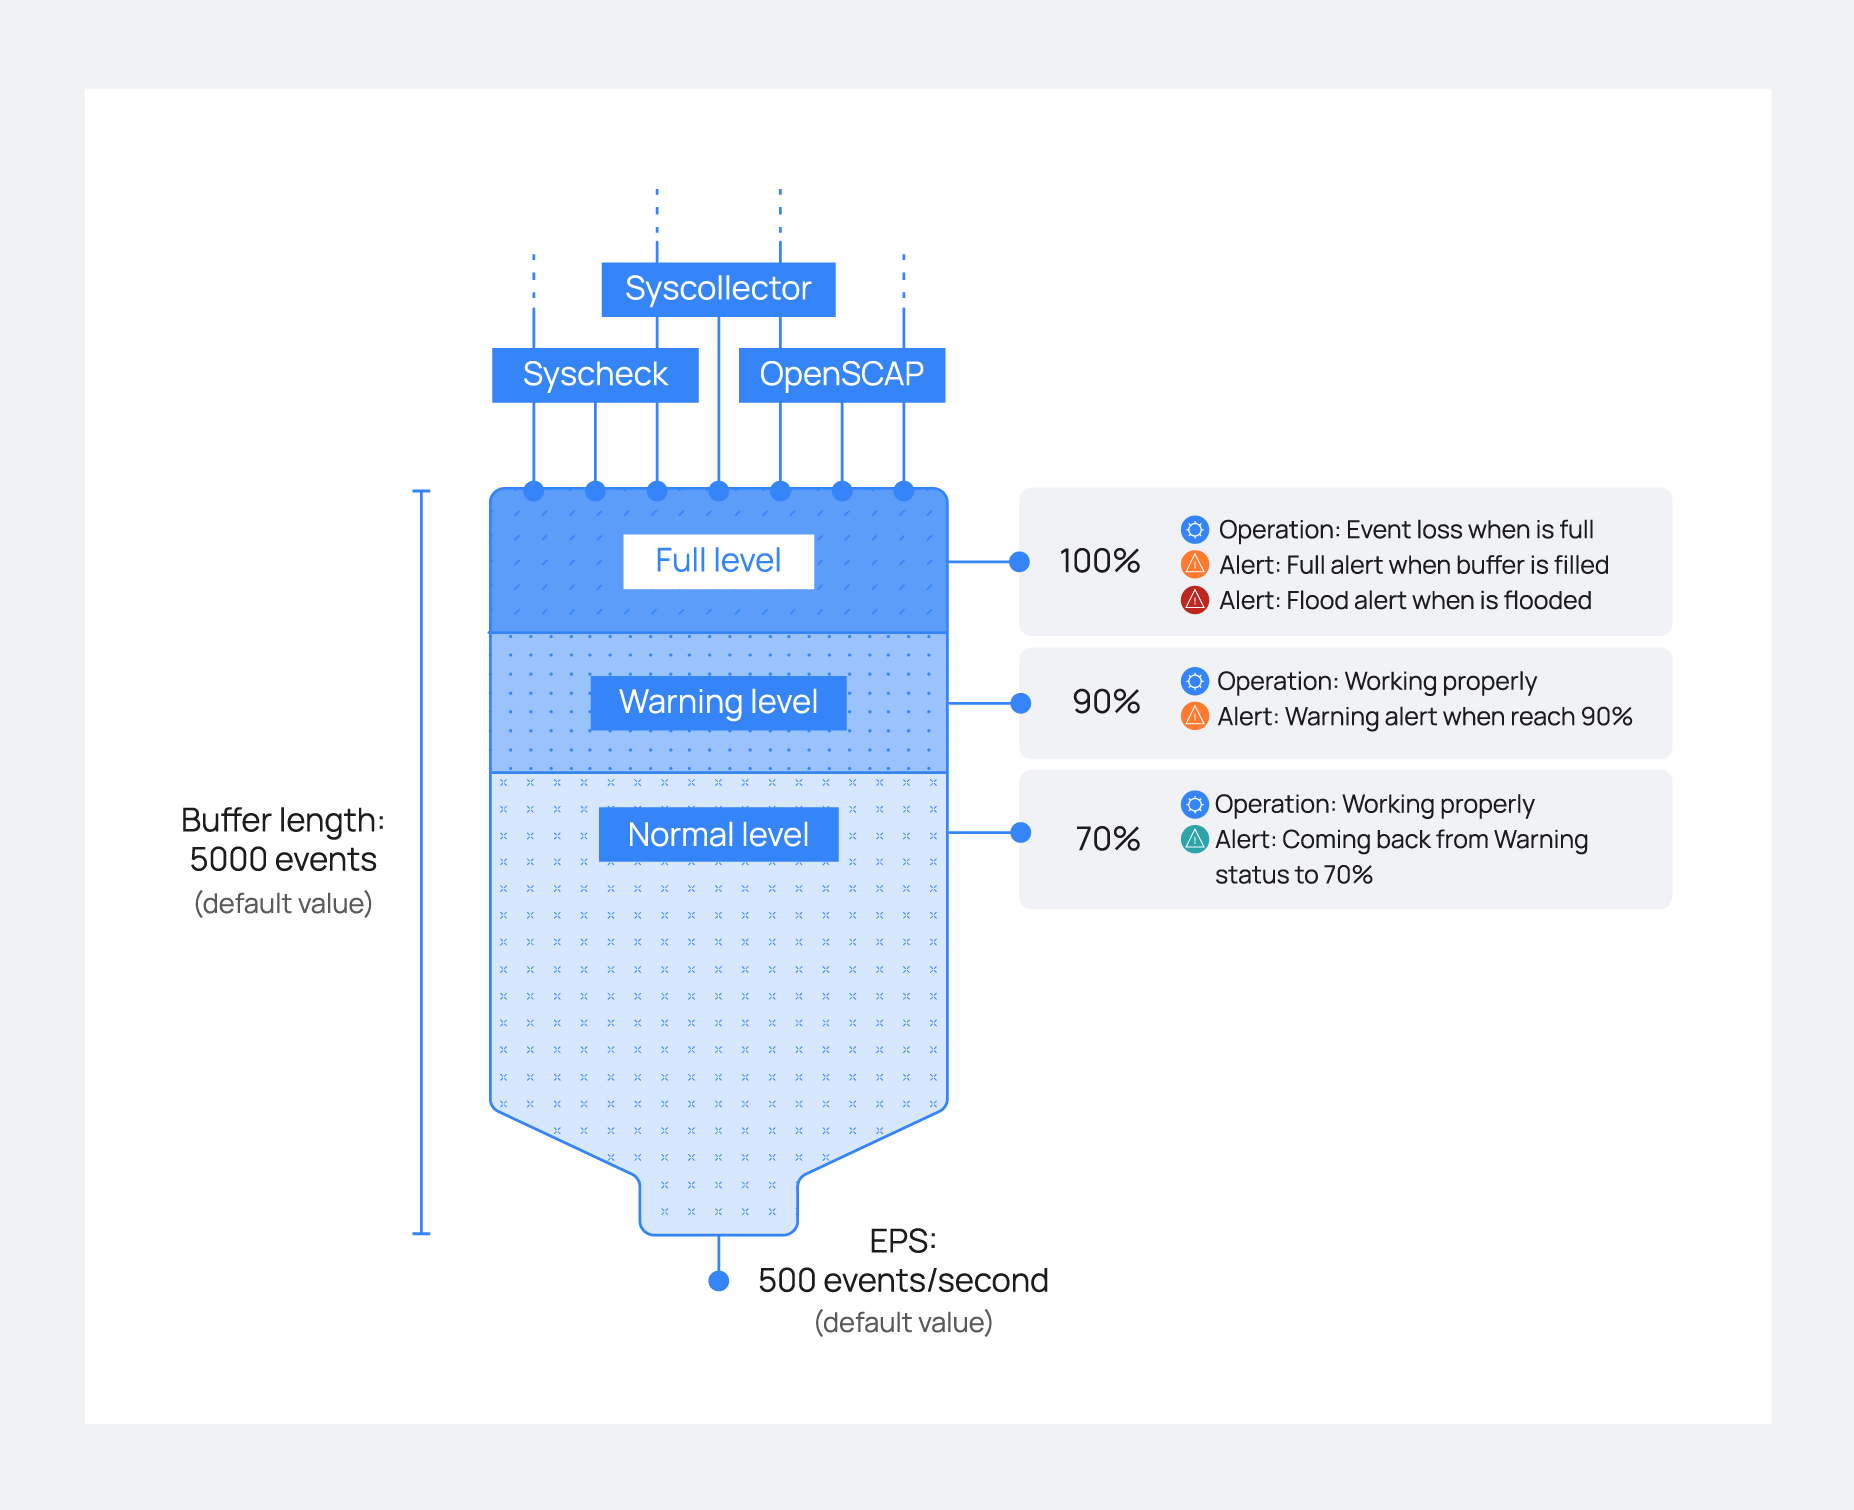 Syscollector
Syscheck
OpenSCAP
Full level
100%
Operation: Event loss when is full
Alert: Full alert when buffer is filled
Alert: Flood alert when is flooded
Warning level
90%
Operation: Working properly
Alert: Warning alert when reach 90%
Normal level
70%
Operation: Working properly
Alert: Coming back from Warning
status to 70%
Buffer length:
5000 events
(default value)
EPS:
500 events/second
(default value)